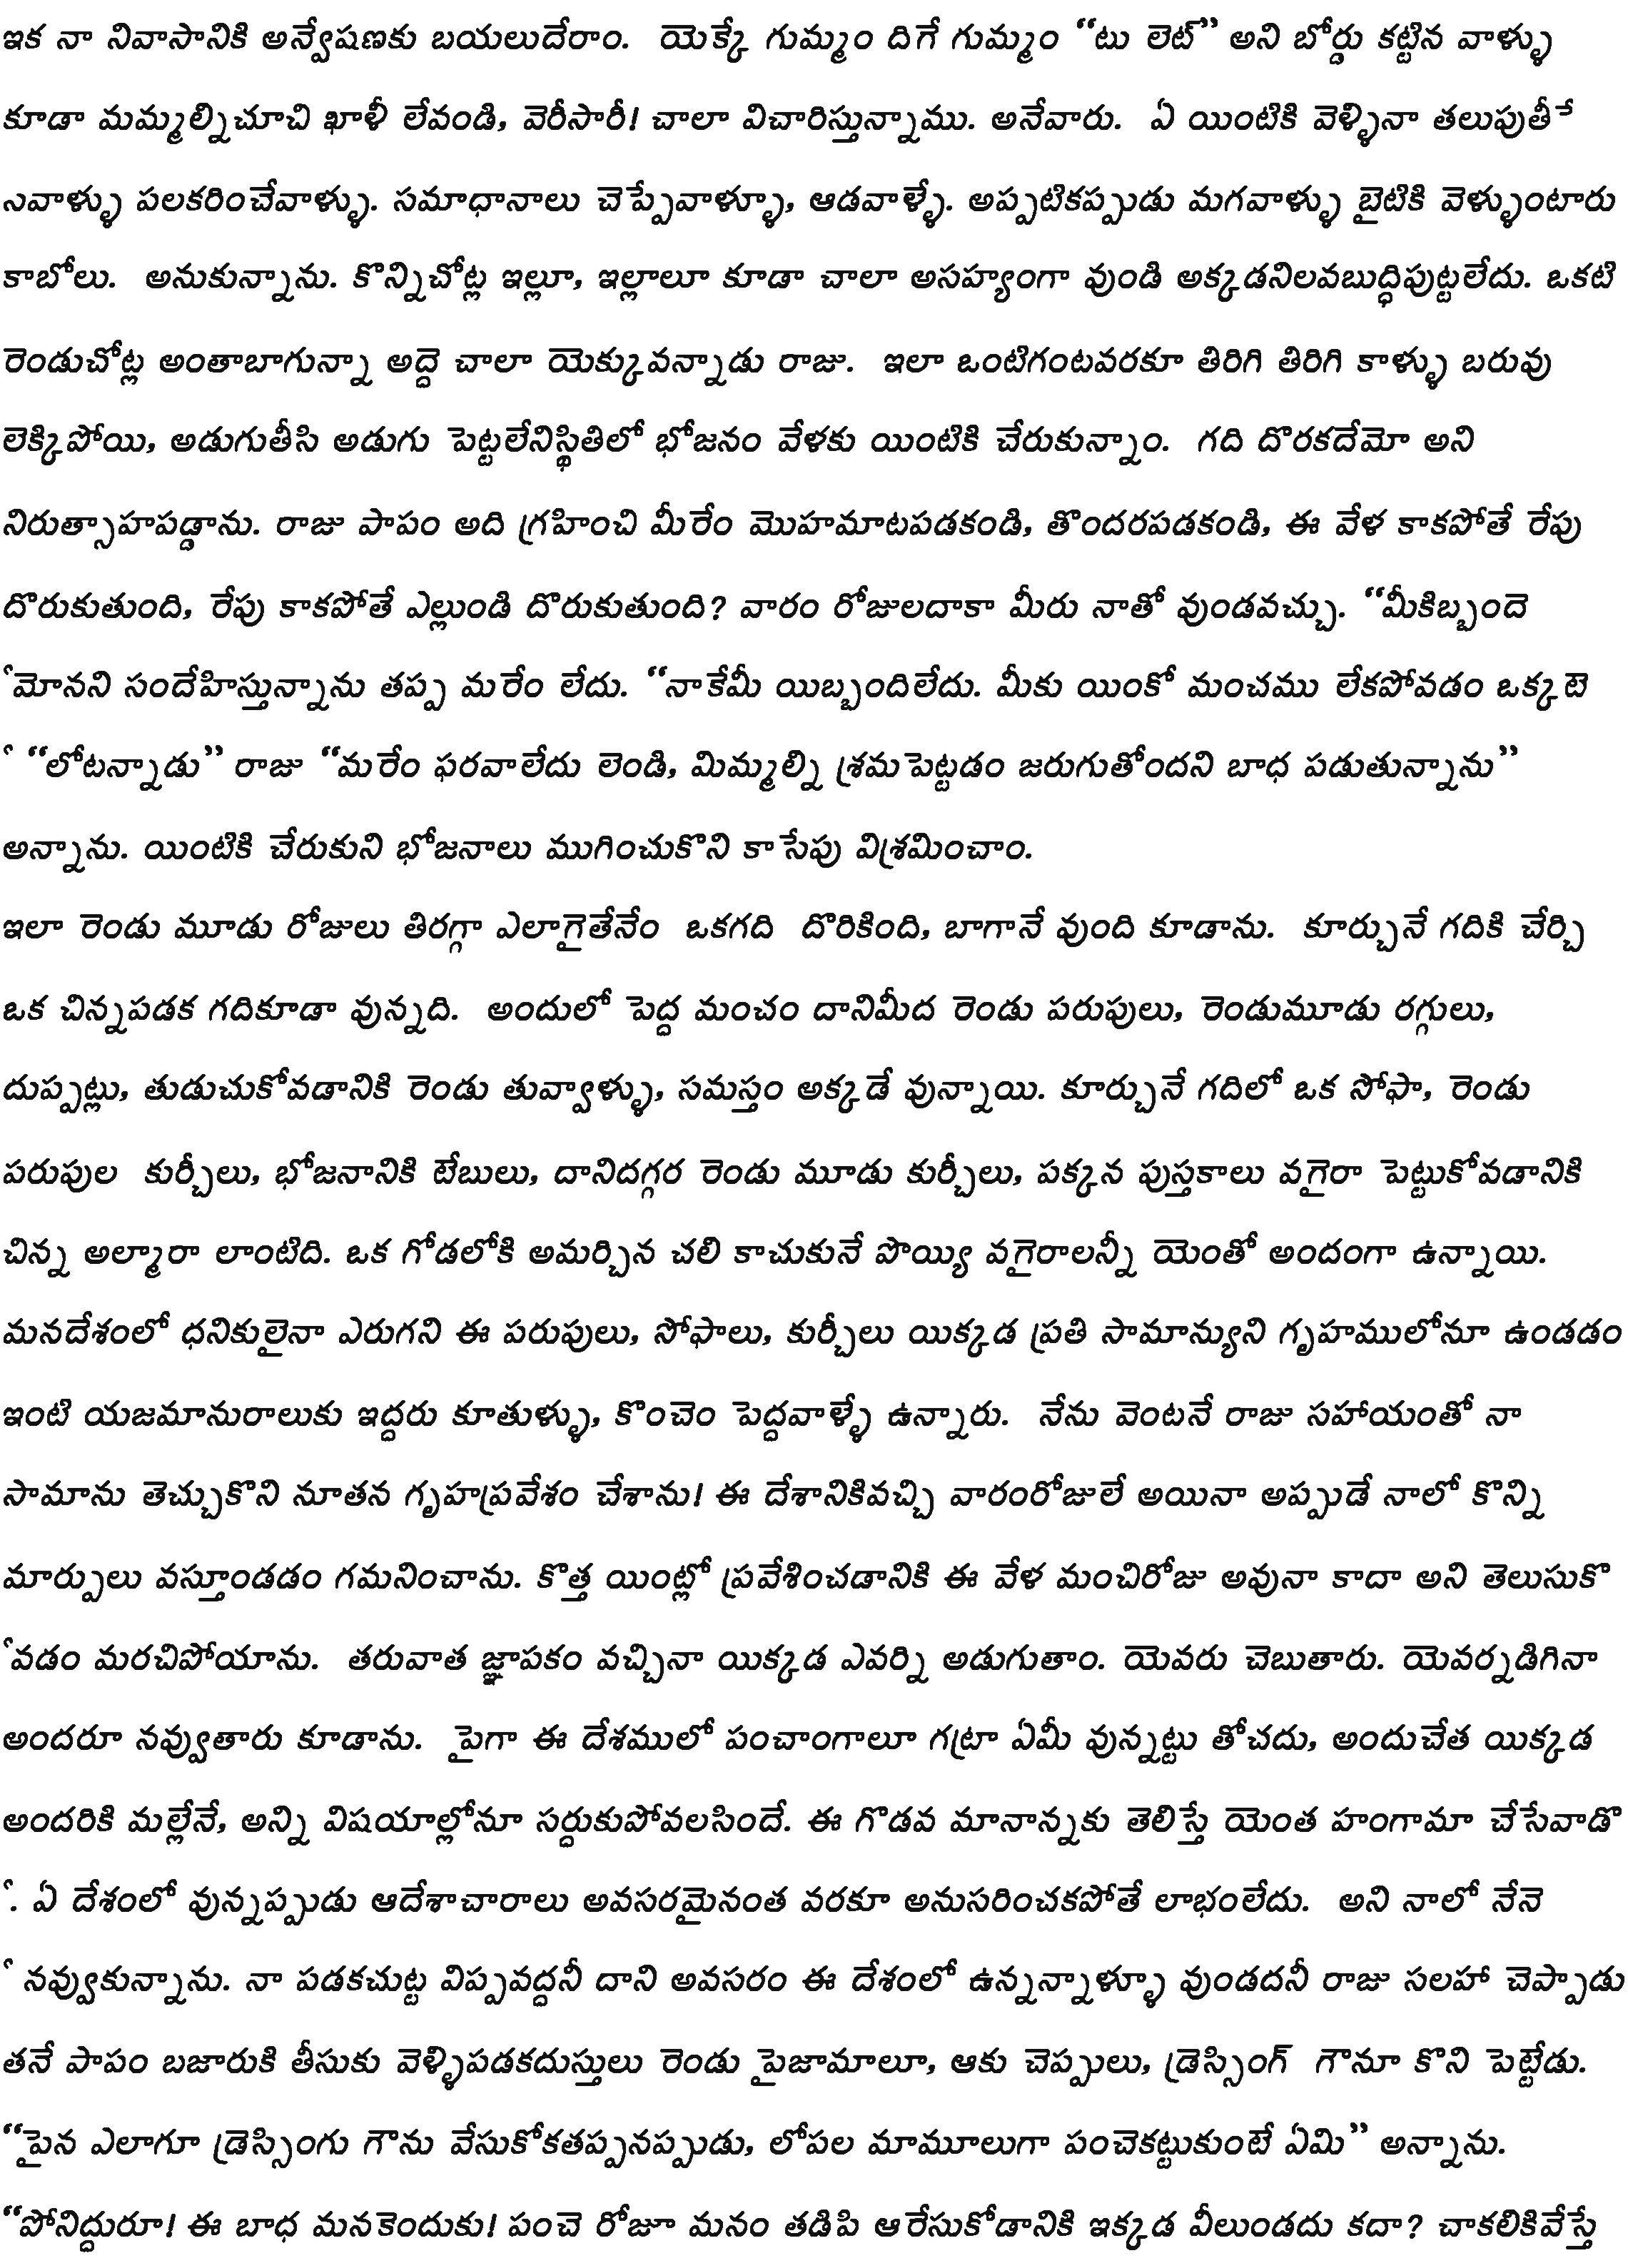 ఇక నా నివాసానికి అన్వేషణకు బయలుదేరాం. యెక్కే గుమ్మం దిగే గుమ్మం “టు లెట్” అని బోర్డు కట్టిన వాళ్ళు
కూడా మమ్మల్నిచూచి ఖాళీ లేవండి, వెరీసారీ! చాలా విచారిస్తున్నాము. అనేవారు. ఏ యింటికి వెళ్ళినా తలుపుతీసే
వాళ్ళు పలకరించేవాళ్ళు. సమాధానాలు చెప్పేవాళ్ళూ, ఆడవాళ్ళే. అప్పటికప్పుడు మగవాళ్ళు బైటికి వెళ్ళుంటారు
కాబోలు. అనుకున్నాను. కొన్నిచోట్ల ఇల్లూ, ఇల్లాలూ కూడా చాలా అసహ్యంగా వుండి అక్కడనిలవబుద్ధిపుట్టలేదు. ఒకటి
రెండుచోట్ల అంతాబాగున్నా అద్దె చాలా యెక్కువన్నాడు రాజు. ఇలా ఒంటిగంటవరకూ తిరిగి తిరిగి కాళ్ళు బరువు
లెక్కిపోయి, అడుగుతీసి అడుగు పెట్టలేనిస్థితిలో భోజనం వేళకు యింటికి చేరుకున్నాం. గది దొరకదేమో అని
నిరుత్సాహపడ్డాను. రాజు పాపం అది గ్రహించి మీరేం మొహమాటపడకండి, తొందరపడకండి, ఈ వేళ కాకపోతే రేపు
దొరుకుతుంది, రేపు కాకపోతే ఎల్లుండి దొరుకుతుంది? వారం రోజులదాకా మీరు నాతో వుండవచ్చు. “మీకిబ్బందె
ేమోనని సందేహిస్తున్నాను తప్ప మరేం లేదు. “నాకేమీ యిబ్బందిలేదు. మీకు యింకో మంచము లేకపోవడం ఒక్కటె
ే “లోటన్నాడు” రాజు “మరేం ఫరవాలేదు లెండి, మిమ్మల్ని శ్రమపెట్టడం జరుగుతోందని బాధ పడుతున్నాను”
అన్నాను. యింటికి చేరుకుని భోజనాలు ముగించుకొని కాసేపు విశ్రమించాం.
ఇలా రెండు మూడు రోజులు తిరగ్గా ఎలాగైతేనేం ఒకగది దొరికింది, బాగానే వుంది కూడాను. కూర్చునే గదికి చేర్చి
ఒక చిన్నపడక గదికూడా వున్నది. అందులో పెద్ద మంచం దానిమీద రెండు పరుపులు, రెండుమూడు రగ్గులు,
దుప్పట్లు, తుడుచుకోవడానికి రెండు తువ్వాళ్ళు, సమస్తం అక్కడే వున్నాయి. కూర్చునే గదిలో ఒక సోఫా, రెండు
పరుపుల కుర్చీలు, భోజనానికి టేబులు, దానిదగ్గర రెండు మూడు కుర్చీలు, పక్కన పుస్తకాలు వగైరా పెట్టుకోవడానికి
చిన్న అల్మారా లాంటిది. ఒక గోడలోకి అమర్చిన చలి కాచుకునే పొయ్యి వగైరాలన్నీ యెంతో అందంగా ఉన్నాయి.
మనదేశంలో ధనికులైనా ఎరుగని ఈ పరుపులు, సోఫాలు, కుర్చీలు యిక్కడ ప్రతి సామాన్యుని గృహములోనూ ఉండడం
ఇంటి యజమానురాలుకు ఇద్దరు కూతుళ్ళు, కొంచెం పెద్దవాళ్ళే ఉన్నారు. నేను వెంటనే రాజు సహాయంతో నా
సామాను తెచ్చుకొని నూతన గృహప్రవేశం చేశాను! ఈ దేశానికివచ్చి వారంరోజులే అయినా అప్పుడే నాలో కొన్ని
మార్పులు వస్తూండడం గమనించాను. కొత్త యింట్లో ప్రవేశించడానికి ఈ వేళ మంచిరోజు అవునా కాదా అని తెలుసుకొ
ేవడం మరచిపోయాను. తరువాత జ్ఞాపకం వచ్చినా యిక్కడ ఎవర్ని అడుగుతాం. యెవరు చెబుతారు. యెవర్నడిగినా
అందరూ నవ్వుతారు కూడాను. పైగా ఈ దేశములో పంచాంగాలూ గట్రా ఏమీ వున్నట్టు తోచదు, అందుచేత యిక్కడ
అందరికి మల్లేనే, అన్ని విషయాల్లోనూ సర్దుకుపోవలసిందే. ఈ గొడవ మానాన్నకు తెలిస్తే యెంత హంగామా చేసేవాడొ
ే. ఏ దేశంలో వున్నప్పుడు ఆదేశాచారాలు అవసరమైనంత వరకూ అనుసరించకపోతే లాభంలేదు. అని నాలో నేనె
ే నవ్వుకున్నాను. నా పడకచుట్ట విప్పవద్దనీ దాని అవసరం ఈ దేశంలో ఉన్నన్నాళ్ళూ వుండదనీ రాజు సలహా చెప్పాడు
తనే పాపం బజారుకి తీసుకు వెళ్ళిపడకదుస్తులు రెండు పైజామాలూ, ఆకు చెప్పులు, డ్రెస్సింగ్ గౌనూ కొని పెట్టేడు.
“పైన ఎలాగూ డ్రెస్సింగు గౌను వేసుకోకతప్పనప్పుడు, లోపల మామూలుగా పంచెకట్టుకుంటే ఏమి” అన్నాను.
“పోనిద్దురూ! ఈ బాధ మనకెందుకు! పంచె రోజూ మనం తడిపి ఆరేసుకోడానికి ఇక్కడ వీలుండదు కదా? చాకలికివేస్తే